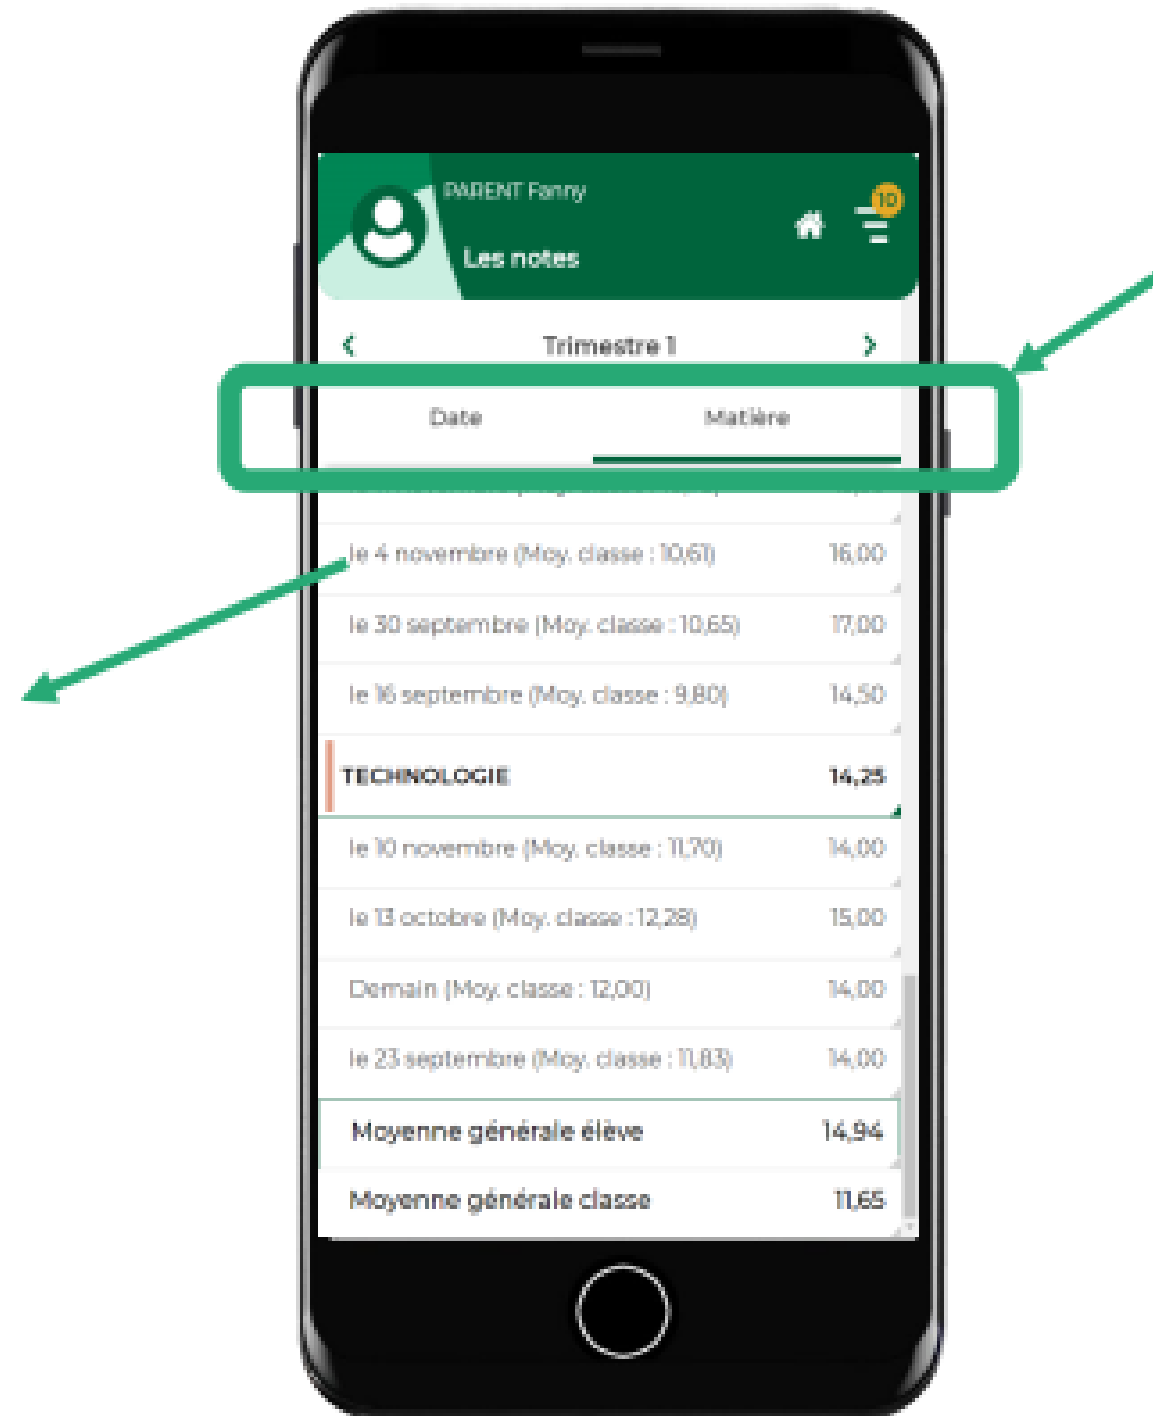 PARENT Fanny
10
Les notes
Trimestre 1
Date Matière
le 4 novembre (Moy. classe : 10,61) 16,00
le 30 septembre (Moy. classe : 10,65) 17,00
le 16 septembre (Moy. classe : 9,80) 14,50
TECHNOLOGIE 14,25
le 10 novembre (Moy. classe : 11,70) 14,00
le 13 octobre (Moy. classe : 12,28) 15,00
Demain (Moy. classe : 12,00) 14,00
le 23 septembre (Moy. classe : 11,83) 14,00
Moyenne générale élève 14,94
Moyenne générale classe 11,65